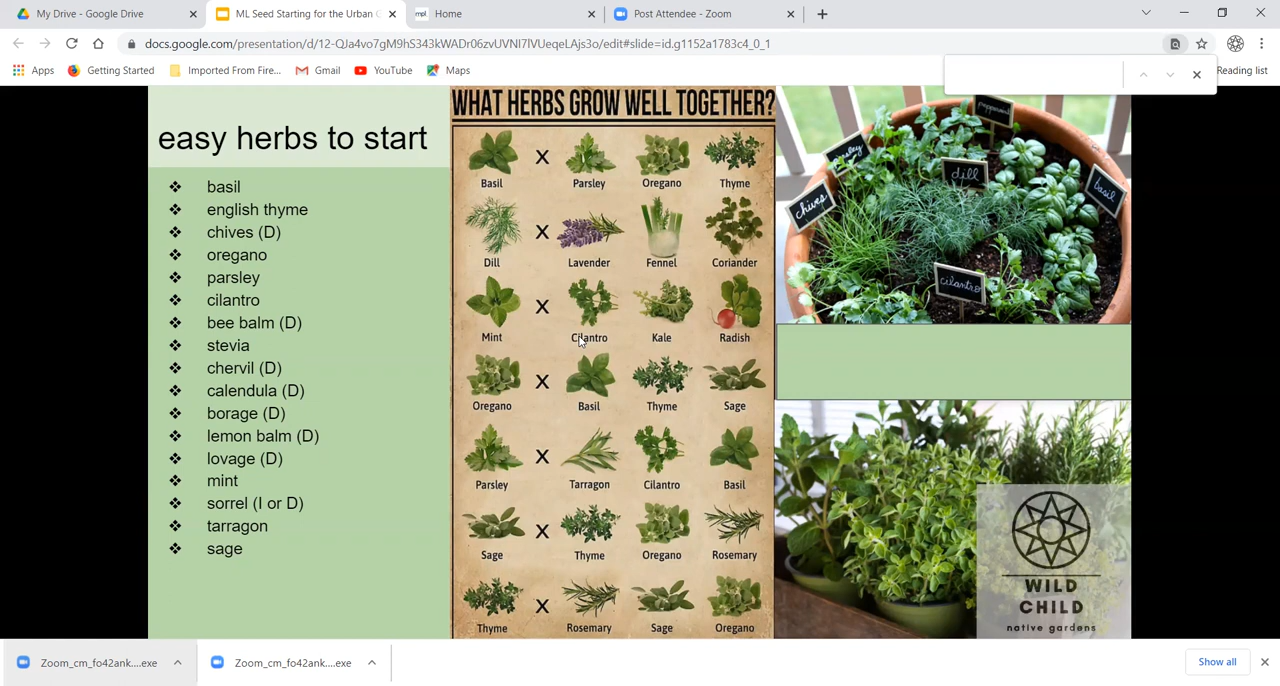 My Drive - Google Drive
ML Seed Starting for the Urban G
mpl Home
Post Attendee - Zoom
docs.google.com/presentation/d/12-QJa4vo7gM9hS343kWADr06zvUVNI7lVUeqeLAjs3o/edit#slide=id.g1152a1783c4_0_1
Apps
Getting Started
Imported From Fire...
Gmail
YouTube
Maps
Reading list
easy herbs to start
basil
english thyme
chives (D)
oregano
parsley
cilantro
bee balm (D)
stevia
chervil (D)
calendula (D)
borage (D)
lemon balm (D)
lovage (D)
mint
sorrel (I or D)
tarragon
sage
WHAT HERBS GROW WELL TOGETHER?
X
Basil Parsley Oregano Thyme
X
Dill Lavender Fennel Coriander
X
Mint Cilantro Kale Radish
X
Oregano Basil Thyme Sage
X
Parsley Tarragon Cilantro Basil
X
Sage Thyme Oregano Rosemary
X
Thyme Rosemary Sage Oregano
peppermint
parsley
dill
basil
chives
cilantro
WILD
CHILD
native gardens
Zoom_cm_fo42ank....exe
Zoom_cm_fo42ank....exe
Show all